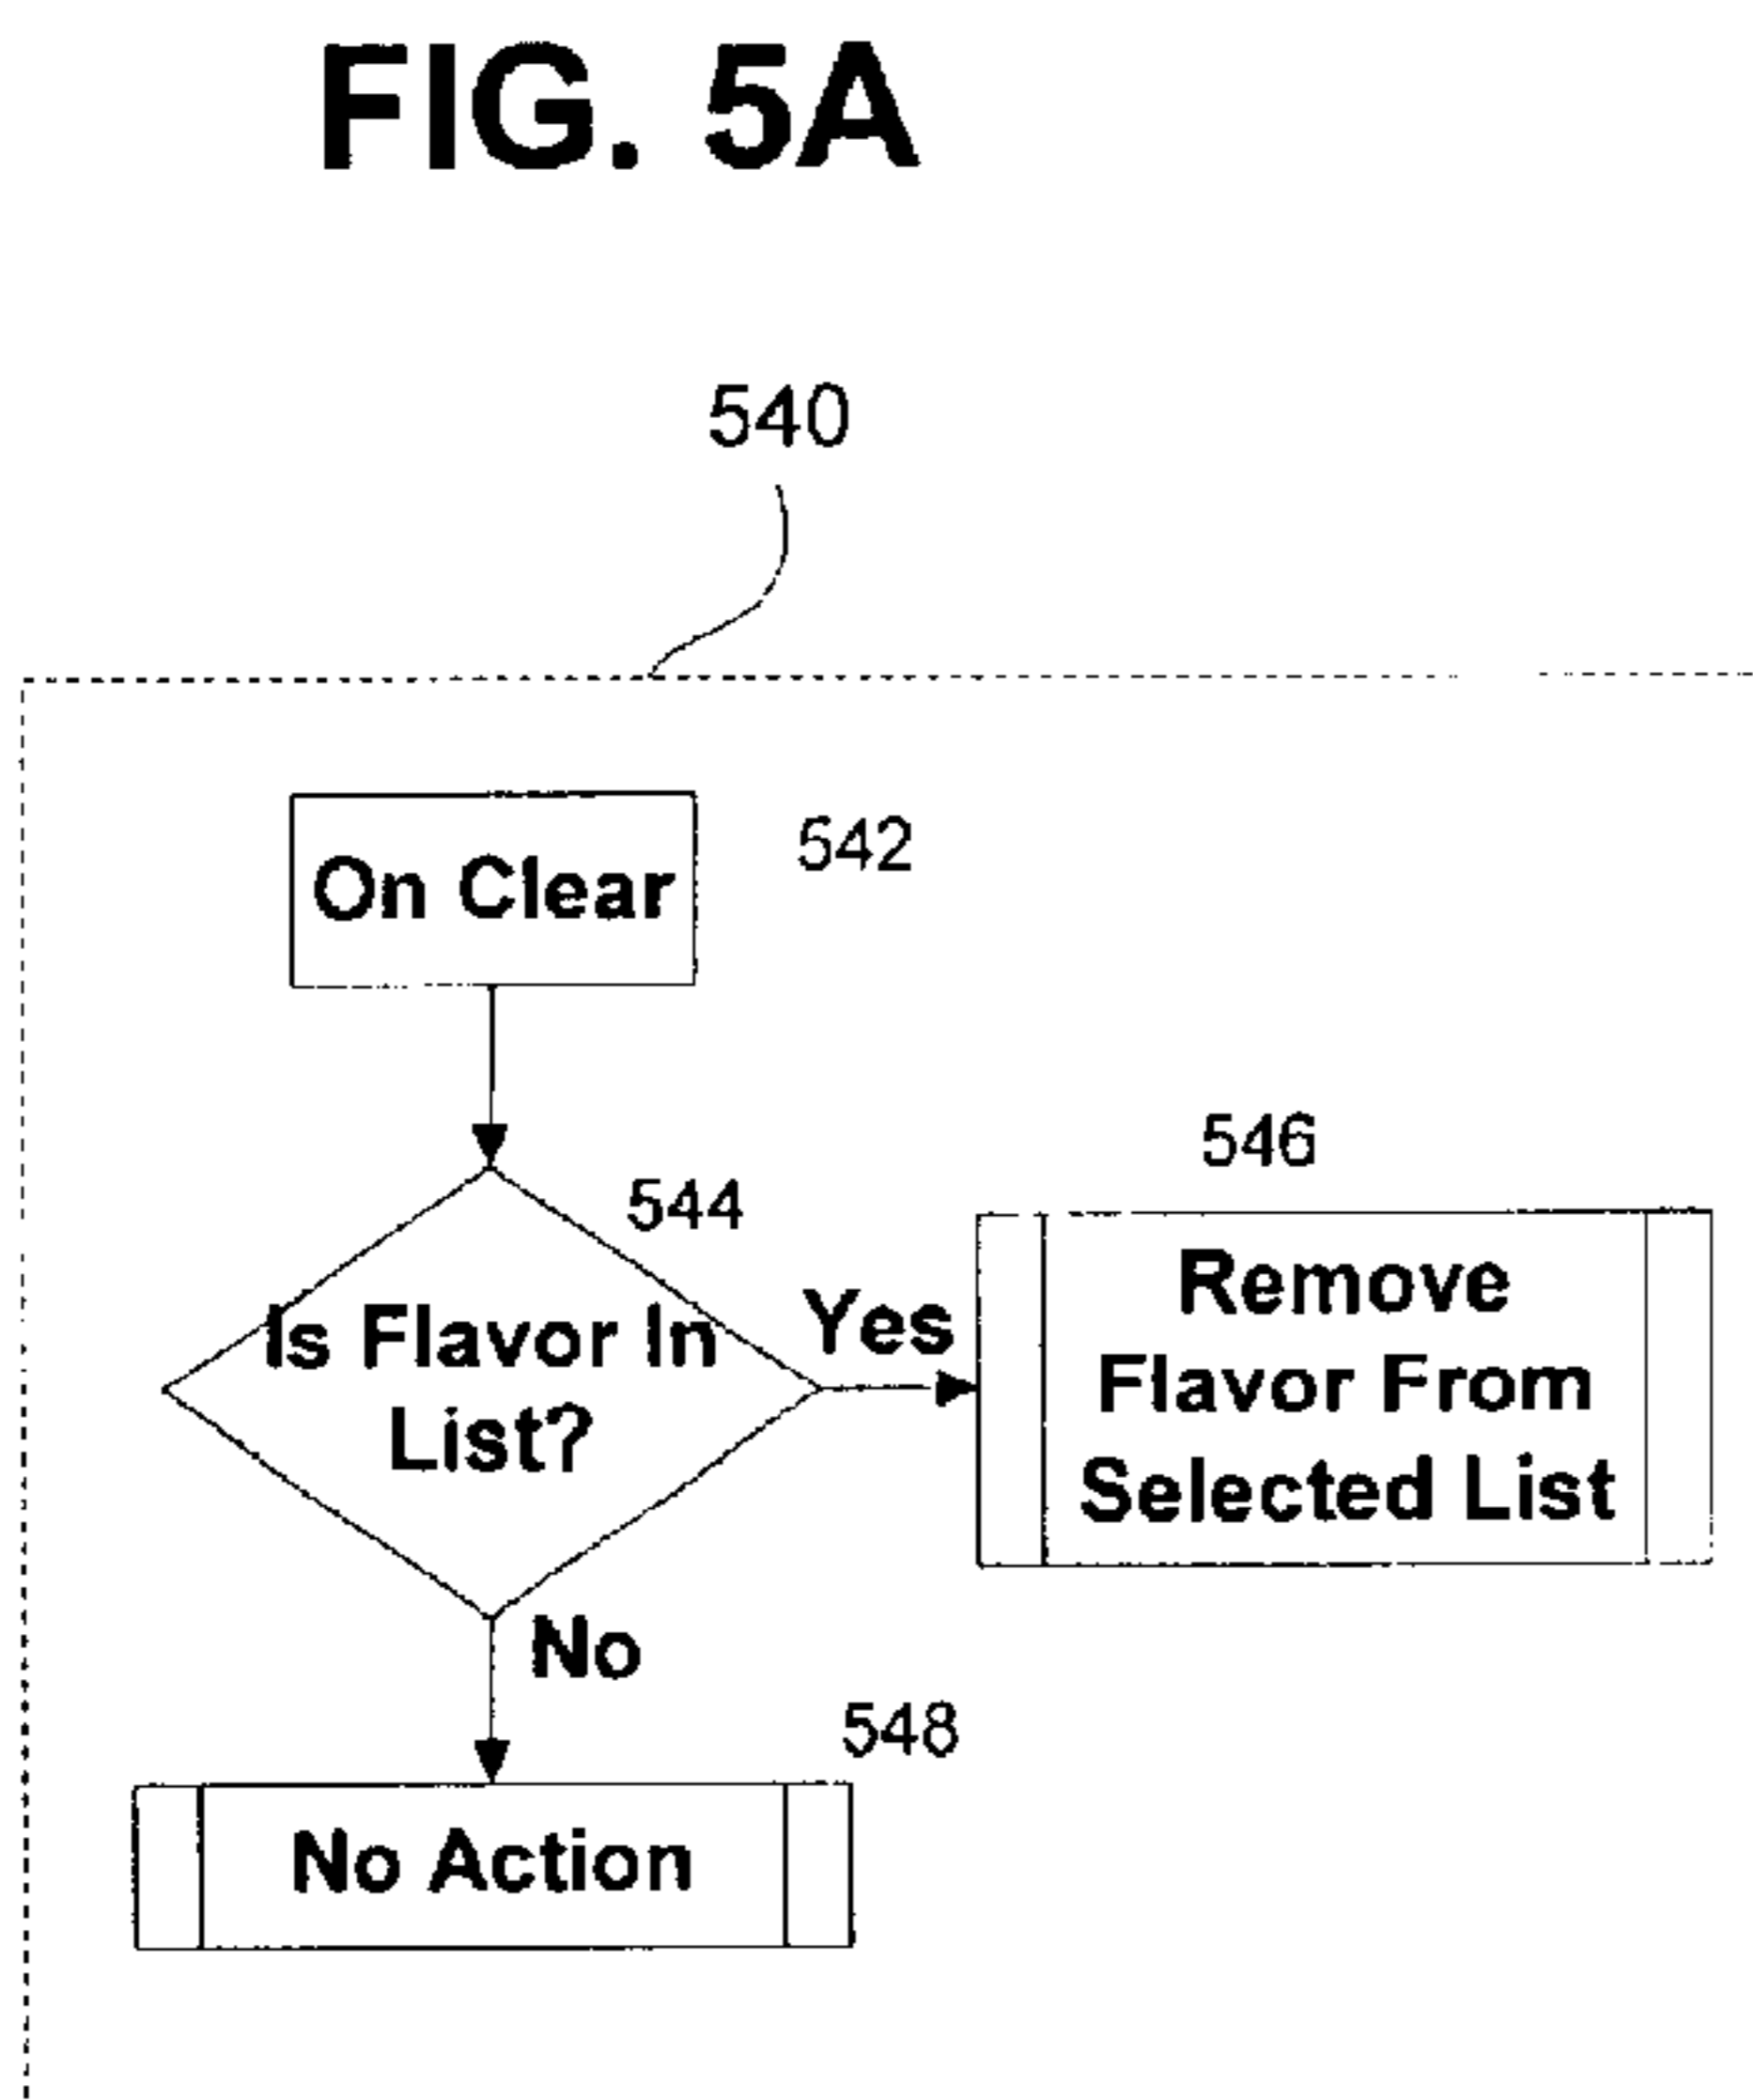 FIG. 5A
540
On Clear
542
544
Is Flavor In
List?
Yes
546
Remove
Flavor From
Selected List
No
548
No Action